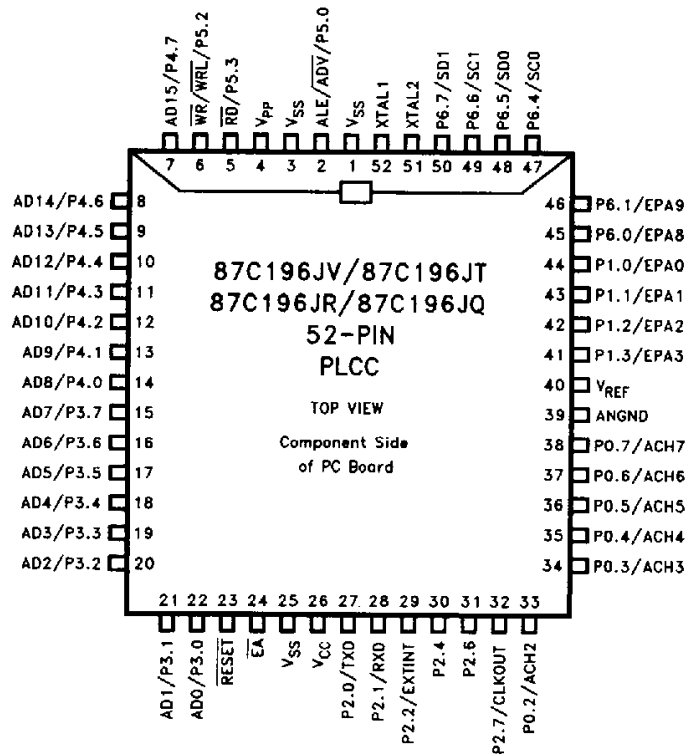 AD15/P4.7
WR/WRL/P5.2
RD/P5.3
VPP
VSS
ALE/ADV/P5.0
VSS
XTAL1
XTAL2
P6.7/SD1
P6.6/SC1
P6.5/SD0
P6.4/SC0
7 6 5 4 3 2 1 52 51 50 49 48 47
AD14/P4.6 8
AD13/P4.5 9
AD12/P4.4 10
AD11/P4.3 11
AD10/P4.2 12
AD9/P4.1 13
AD8/P4.0 14
AD7/P3.7 15
AD6/P3.6 16
AD5/P3.5 17
AD4/P3.4 18
AD3/P3.3 19
AD2/P3.2 20
87C196JV/87C196JT
87C196JR/87C196JQ
52-PIN
PLCC
TOP VIEW
Component Side
of PC Board
46 P6.1/EPA9
45 P6.0/EPA8
44 P1.0/EPA0
43 P1.1/EPA1
42 P1.2/EPA2
41 P1.3/EPA3
40 VREF
39 ANGND
38 P0.7/ACH7
37 P0.6/ACH6
36 P0.5/ACH5
35 P0.4/ACH4
34 P0.3/ACH3
21 22 23 24 25 26 27 28 29 30 31 32 33
AD1/P3.1
AD0/P3.0
RESET
EA
VSS
VCC
P2.0/TXD
P2.1/RXD
P2.2/EXTINT
P2.4
P2.6
P2.7/CLKOUT
P0.2/ACH2